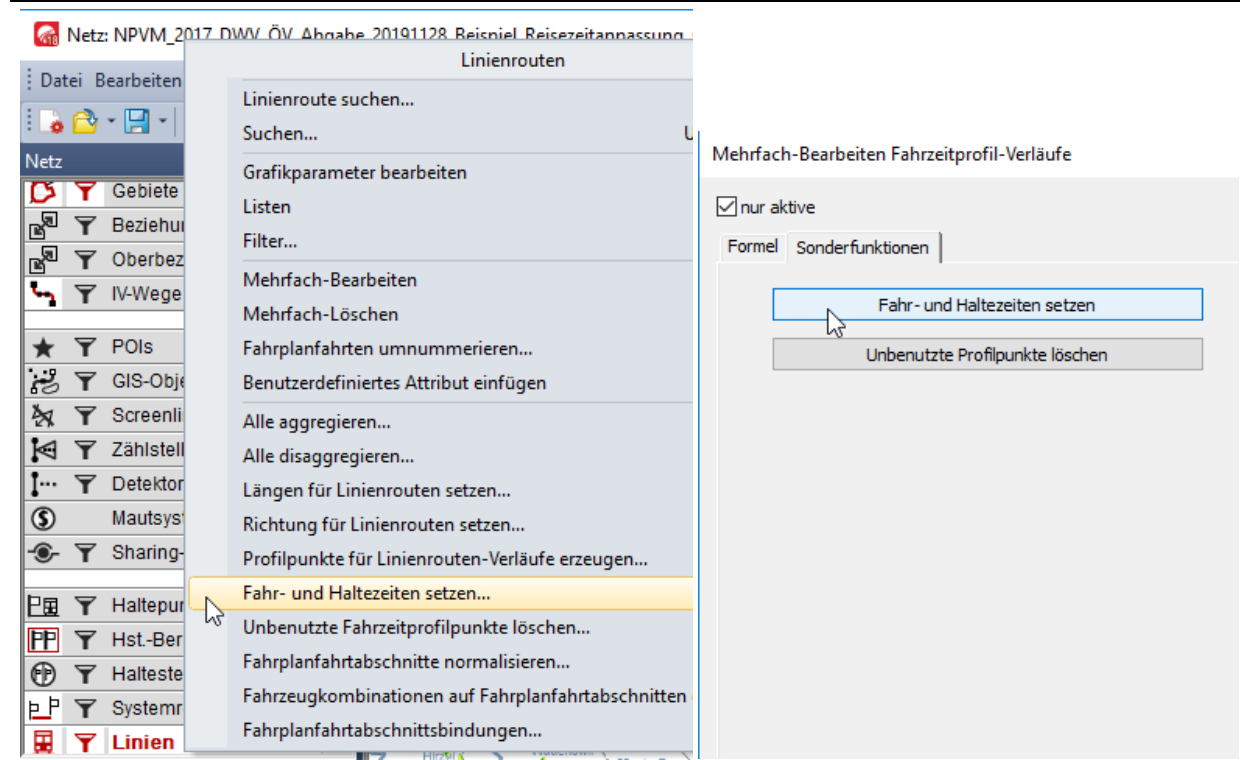 Netz: NPVM_2017_DWV_ÖV_Abgabe_20191128_Beispiel_Reisezeitanpassung
Linienrouten
Datei Bearbeiten
Linienroute suchen...
Suchen... U
Netz
Gebiete
Grafikparameter bearbeiten
Beziehu
Listen
Oberbez
Filter...
IV-Wege
Mehrfach-Bearbeiten
Mehrfach-Löschen
POIs
Fahrplanfahrten umnummerieren...
GIS-Obje
Benutzerdefiniertes Attribut einfügen
Screenli
Alle aggregieren...
Zählstell
Alle disaggregieren...
Detektor
Längen für Linienrouten setzen...
Mautsys
Richtung für Linienrouten setzen...
Sharing-
Profilpunkte für Linienrouten-Verläufe erzeugen...
Haltepun
Fahr- und Haltezeiten setzen...
Hst.-Ber
Unbenutzte Fahrzeitprofilpunkte löschen...
Halteste
Fahrplanfahrtabschnitte normalisieren...
Systemr
Fahrzeugkombinationen auf Fahrplanfahrtabschnitten
Linien
Fahrplanfahrtabschnittsbindungen...
Mehrfach-Bearbeiten Fahrzeitprofil-Verläufe
nur aktive
Formel Sonderfunktionen
Fahr- und Haltezeiten setzen
Unbenutzte Profilpunkte löschen